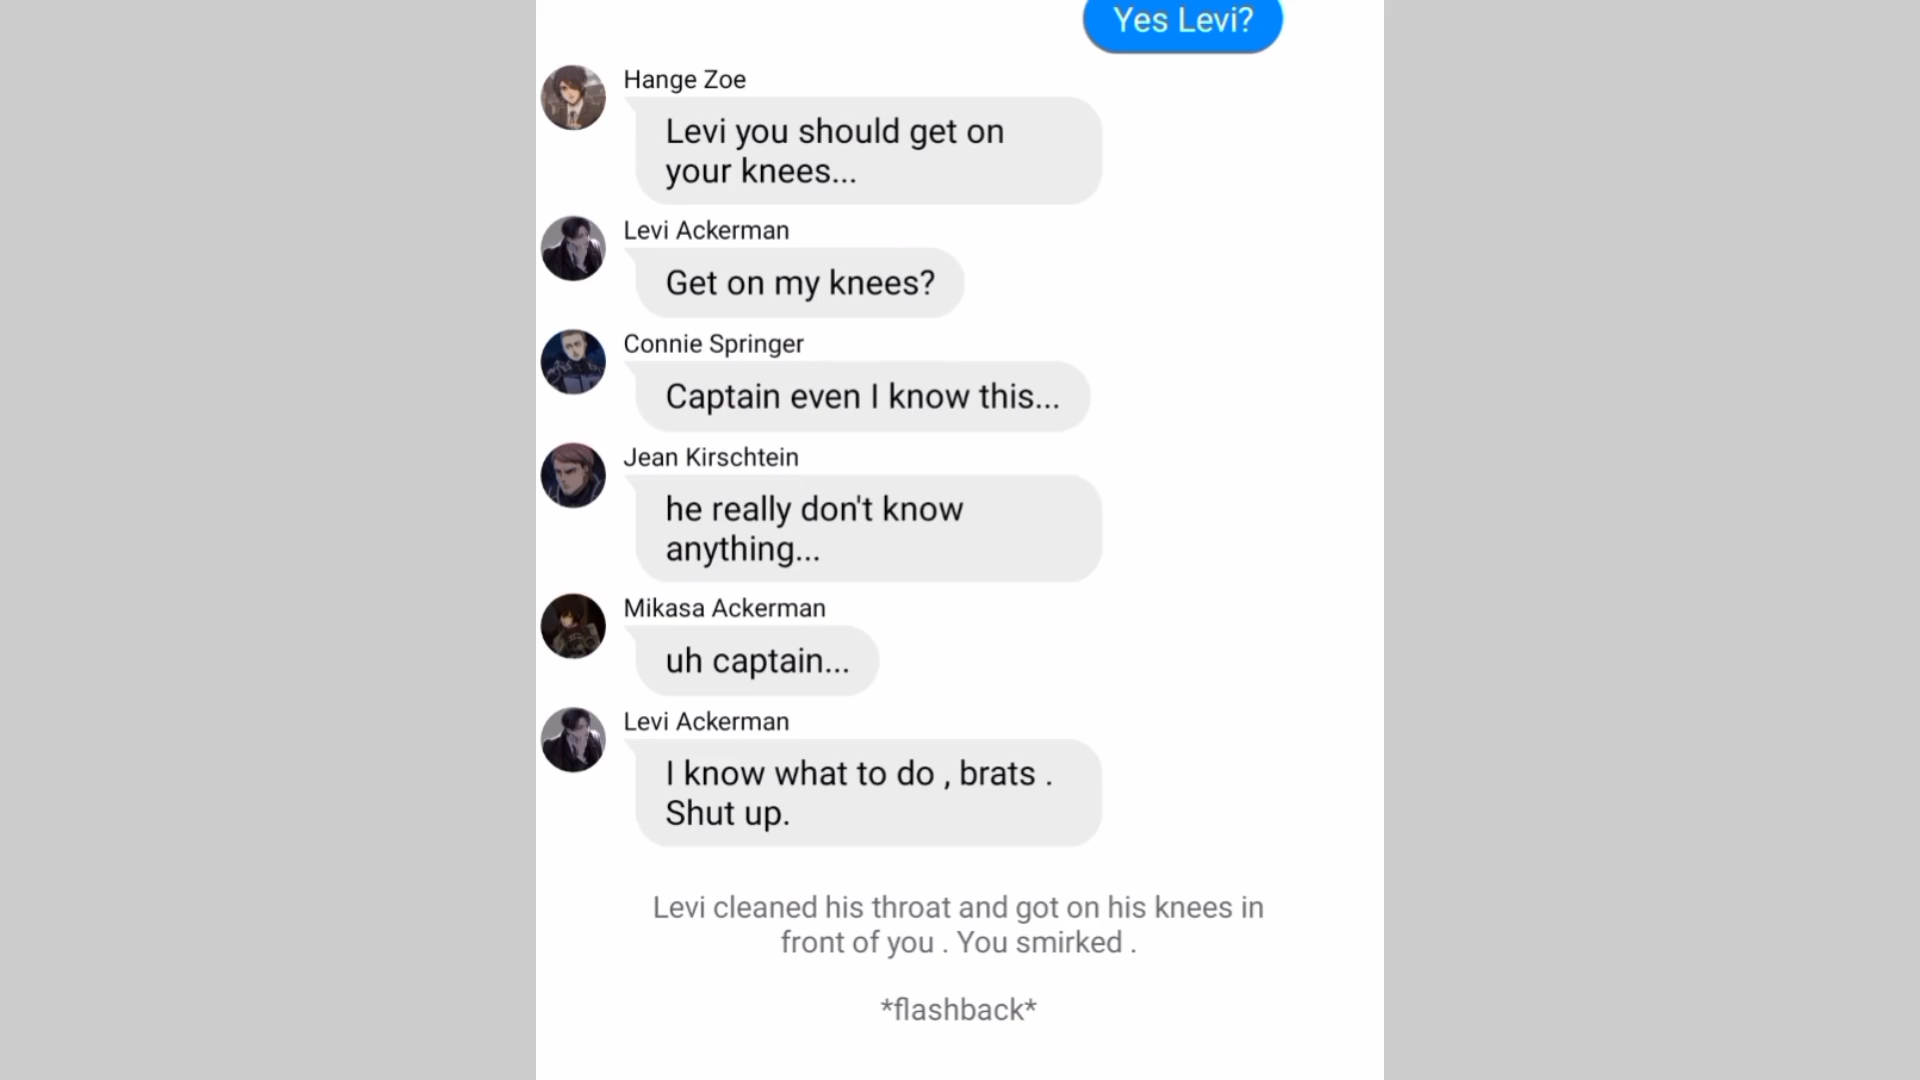 Yes Levi?
Hange Zoe
Levi you should get on
your knees...
Levi Ackerman
Get on my knees?
Connie Springer
Captain even I know this...
Jean Kirschtein
he really don't know
anything...
Mikasa Ackerman
uh captain...
Levi Ackerman
I know what to do , brats .
Shut up.
Levi cleaned his throat and got on his knees in
front of you . You smirked .
*flashback*